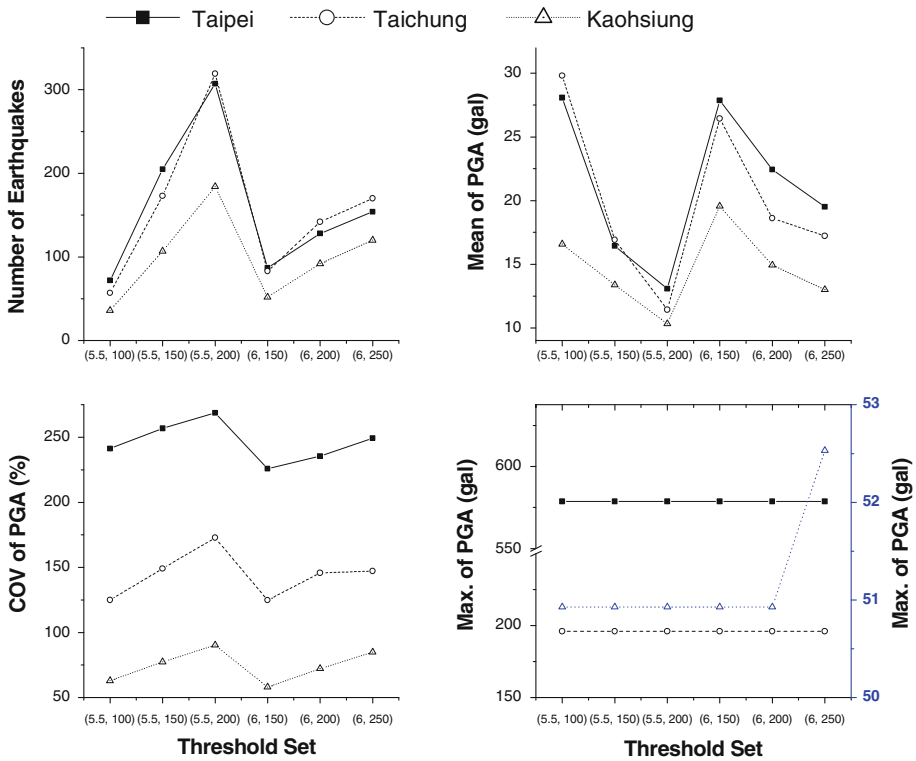 Taipei Taichung Kaohsiung
Number of Earthquakes
300
200
100
0
(5.5, 100) (5.5, 150) (5.5, 200) (6, 150) (6, 200) (6, 250)
Mean of PGA (gal)
30
25
20
15
10
(5.5, 100) (5.5, 150) (5.5, 200) (6, 150) (6, 200) (6, 250)
COV of PGA (%)
250
200
150
100
50
(5.5, 100) (5.5, 150) (5.5, 200) (6, 150) (6, 200) (6, 250)
Threshold Set
Max. of PGA (gal)
600
550
200
150
53
52
51
50
Max. of PGA (gal)
(5.5, 100) (5.5, 150) (5.5, 200) (6, 150) (6, 200) (6, 250)
Threshold Set